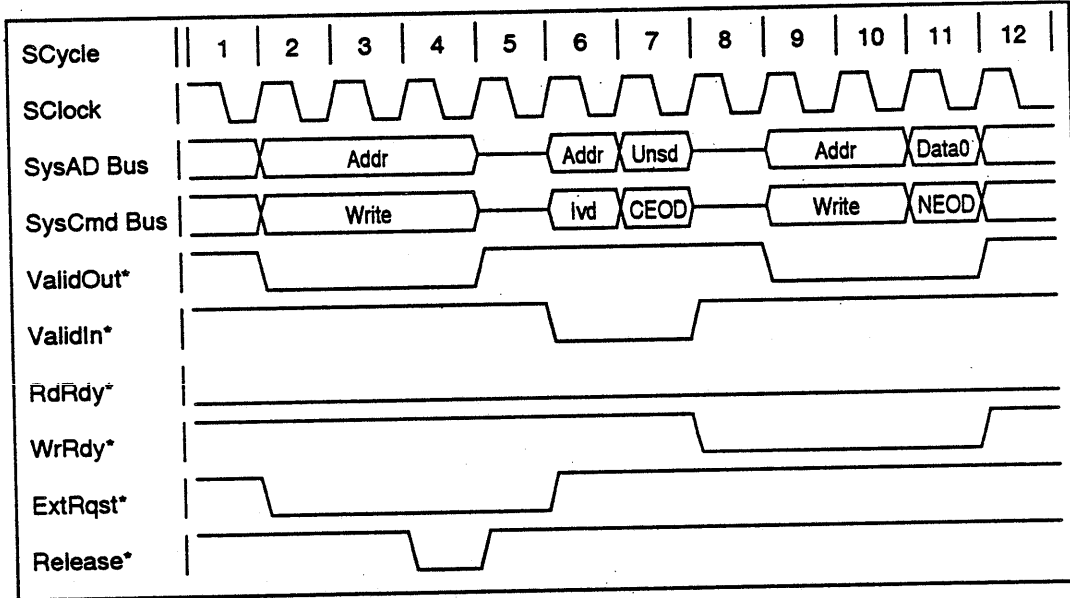 SCycle 1 2 3 4 5 6 7 8 9 10 11 12
SClock
SysAD Bus Addr Addr Unsd Addr Data0
SysCmd Bus Write Ivd CEOD Write NEOD
ValidOut*
ValidIn*
RdRdy*
WrRdy*
ExtRqst*
Release*